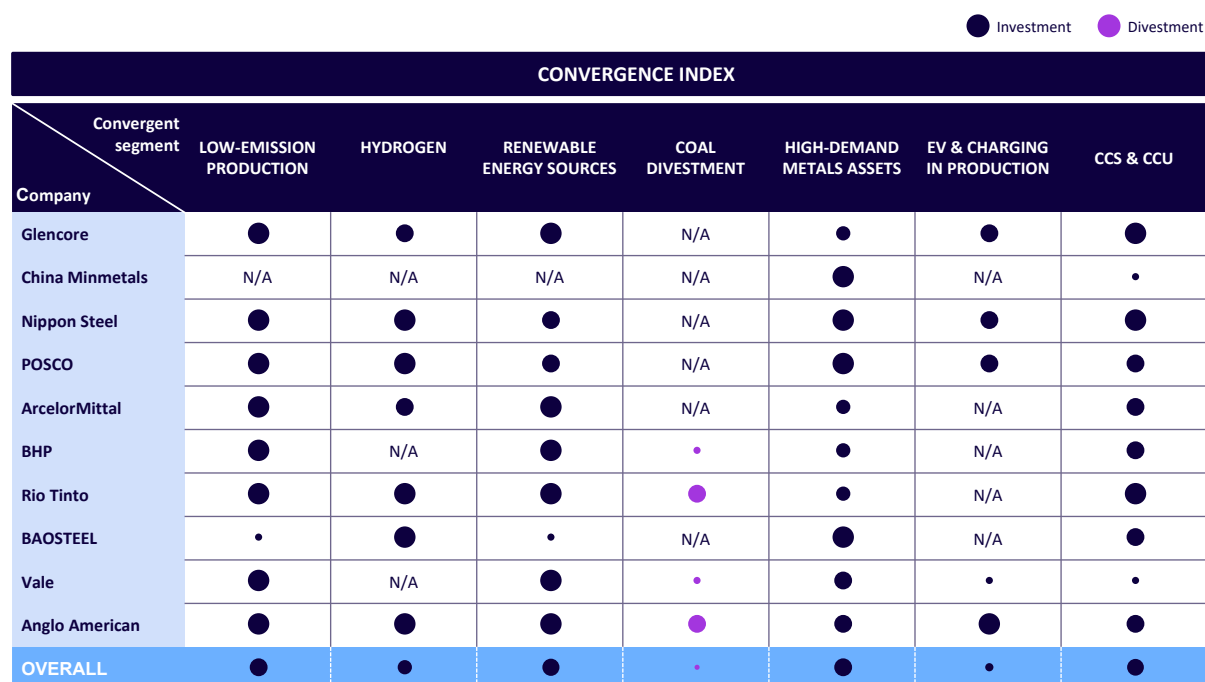 Investment Divestment
CONVERGENCE INDEX
Convergent
segment
Company
LOW-EMISSION
PRODUCTION
HYDROGEN
RENEWABLE
ENERGY SOURCES
COAL
DIVESTMENT
HIGH-DEMAND
METALS ASSETS
EV & CHARGING
IN PRODUCTION
CCS & CCU
Glencore N/A
China Minmetals N/A N/A N/A N/A N/A
Nippon Steel N/A
POSCO N/A
ArcelorMittal N/A N/A
BHP N/A N/A
Rio Tinto N/A
BAOSTEEL N/A N/A
Vale N/A
Anglo American
OVERALL